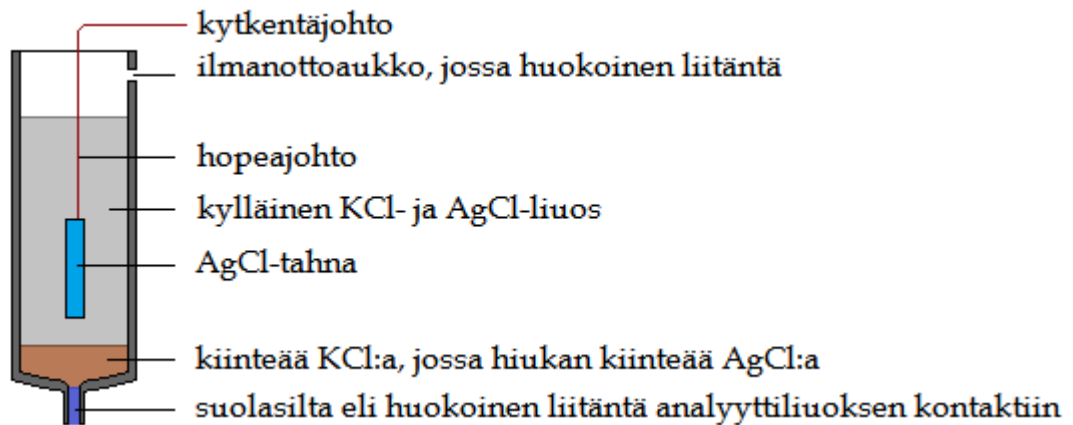 kytkentäjohto
ilmanottoaukko, jossa huokoinen liitäntä
hopeajohto
kylläinen KCl- ja AgCl-liuos
AgCl-tahna
kiinteää KCl:a, jossa hiukan kiinteää AgCl:a
suolasilta eli huokoinen liitäntä analyyttiliuoksen kontaktiin